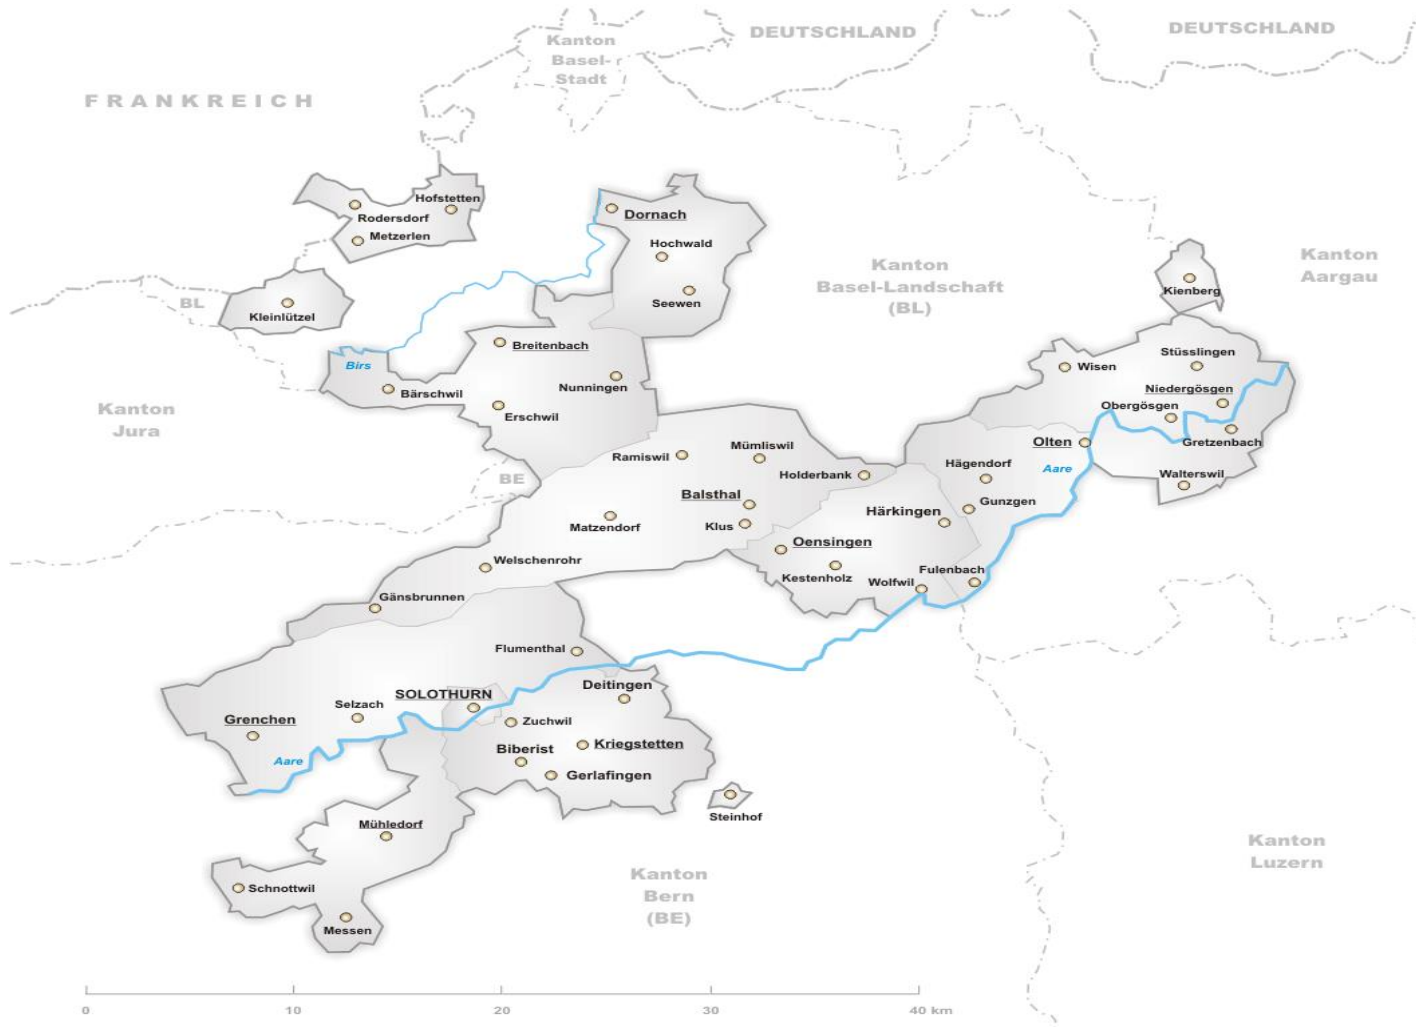 DEUTSCHLAND
DEUTSCHLAND
Kanton
Basel-
Stadt
FRANKREICH
Hofstetten
Rodersdorf
Metzerlen
Dornach
Hochwald
Seewen
Kanton
Basel-Landschaft
(BL)
Kanton
Aargau
Kienberg
BL
Kleinlützel
Birs
Breitenbach
Bärschwil
Nunningen
Erschwil
Stüsslingen
Wisen
Niedergösgen
Obergösgen
Gretzenbach
Kanton
Jura
Olten
Aare
Walterswil
BE
Ramiswil
Mümliswil
Holderbank
Hägendorf
Gunzgen
Balsthal
Härkingen
Matzendorf
Klus
Oensingen
Welschenrohr
Kestenholz
Wolfwil
Fulenbach
Gänsbrunnen
Flumenthal
Deitingen
SOLOTHURN
Selzach
Grenchen
Zuchwil
Biberist
Kriegstetten
Aare
Gerlafingen
Steinhof
Mühledorf
Kanton
Luzern
Kanton
Bern
(BE)
Schnottwil
Messen
0 10 20 30 40 km